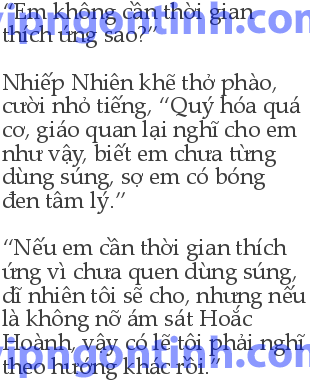 “Em không cần thời gian
thích ứng sao?”
Nhiếp Nhiên khẽ thở phào,
cười nhỏ tiếng, “Quý hóa quá
cơ, giáo quan lại nghĩ cho em
như vậy, biết em chưa từng
dùng súng, sợ em có bóng
đen tâm lý.”
“Nếu em cần thời gian thích
ứng vì chưa quen dùng súng,
dĩ nhiên tôi sẽ cho, nhưng nếu
là không nỡ ám sát Hoắc
Hoành, vậy có lẽ tôi phải nghĩ
theo hướng khác rồi.”
vipngontinh.com
vipngontinh.com